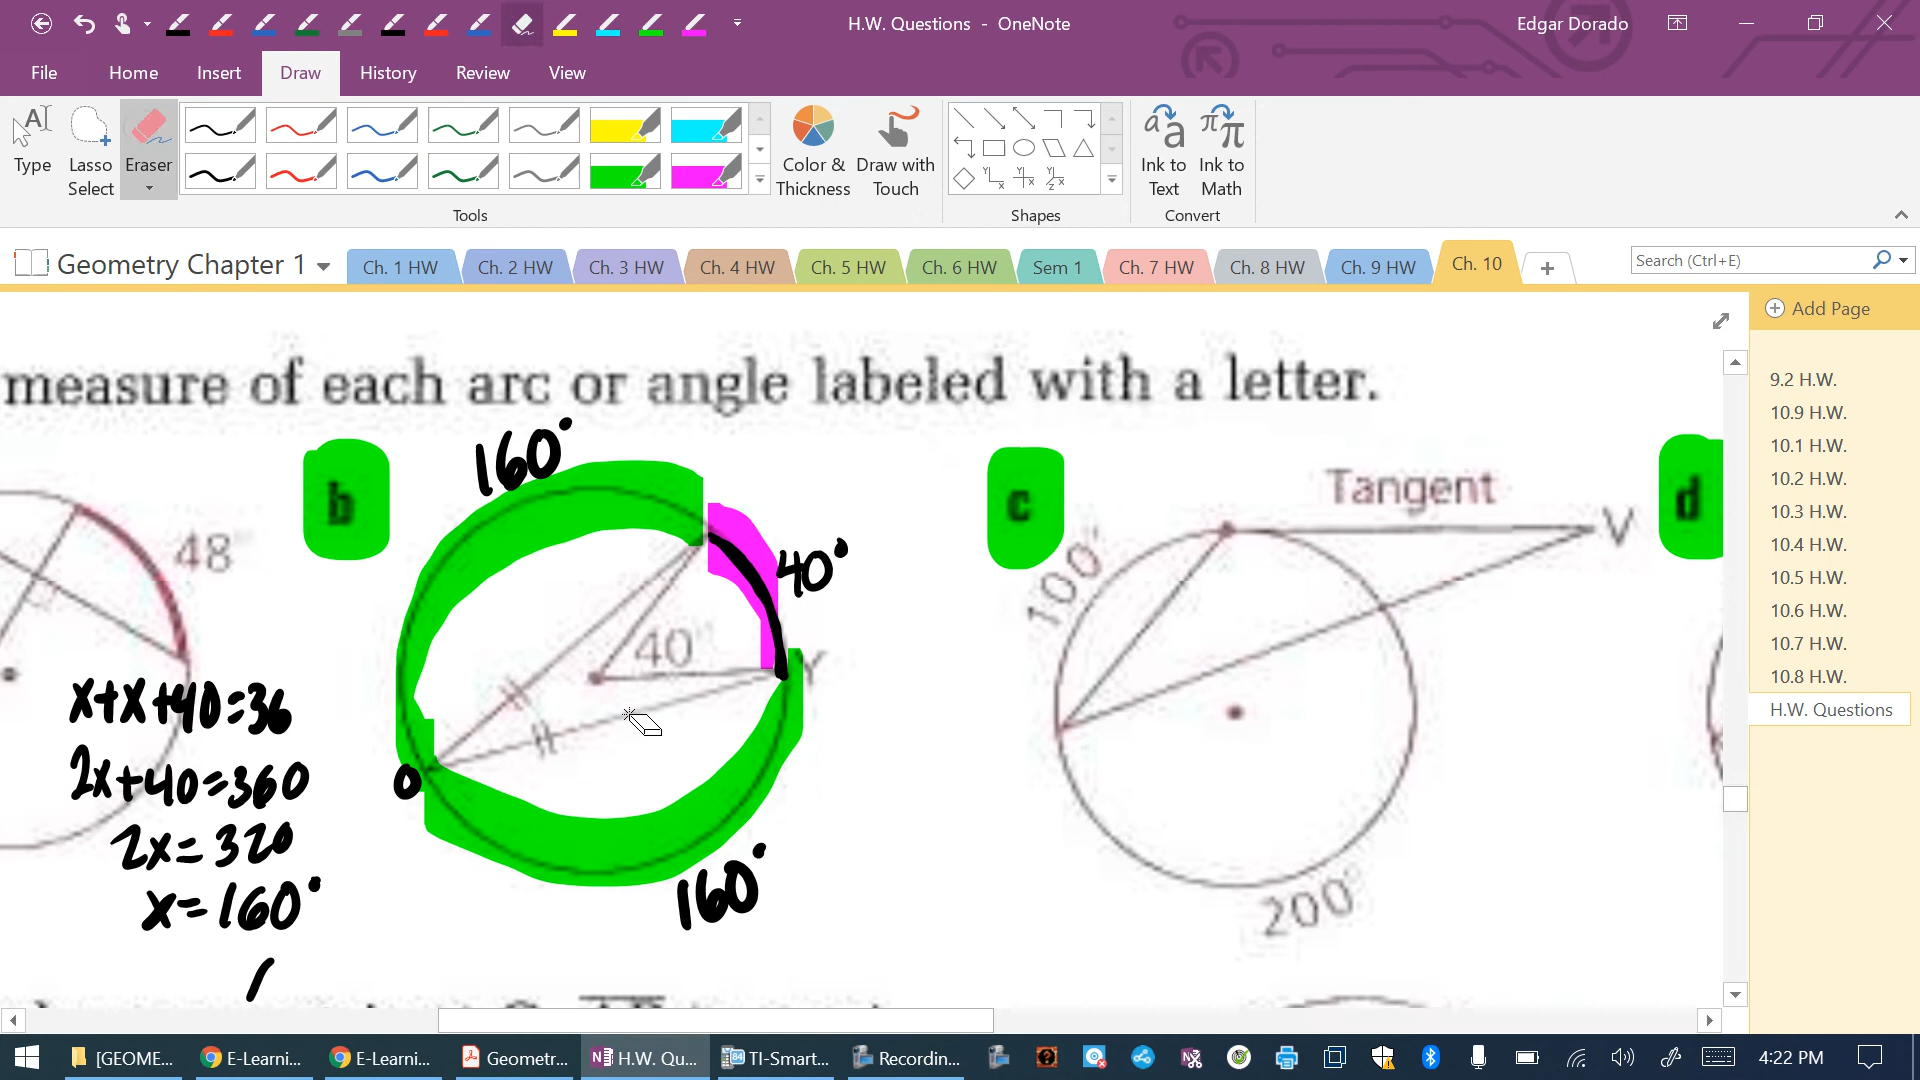 H.W. Questions - OneNote
Edgar Dorado
File
Home
Insert
Draw
History
Review
View
Type
Lasso Select
Eraser
Color & Thickness
Draw with Touch
Ink to Text
Ink to Math
Tools
Shapes
Convert
Geometry Chapter 1
Ch. 1 HW
Ch. 2 HW
Ch. 3 HW
Ch. 4 HW
Ch. 5 HW
Ch. 6 HW
Sem 1
Ch. 7 HW
Ch. 8 HW
Ch. 9 HW
Ch. 10
Search (Ctrl+E)
Add Page
9.2 H.W.
10.9 H.W.
10.1 H.W.
10.2 H.W.
10.3 H.W.
10.4 H.W.
10.5 H.W.
10.6 H.W.
10.7 H.W.
10.8 H.W.
H.W. Questions
measure of each arc or angle labeled with a letter.
48°
x+x+40=36
2x+40=360
2x=320
x=160°
b
160°
40°
40°
Y
O
160°
c
Tangent
V
100°
200°
d
[GEOME...
E-Learni...
E-Learni...
Geometr...
H.W. Qu...
TI-Smart...
Recordin...
4:22 PM